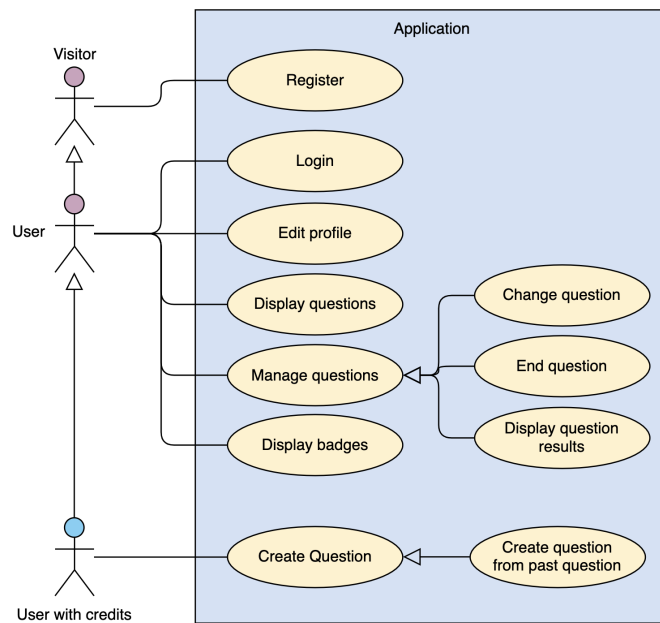 Application
Visitor
Register
Login
User
Edit profile
Display questions
Change question
Manage questions
End question
Display question
results
Display badges
Create Question
Create question
from past question
User with credits